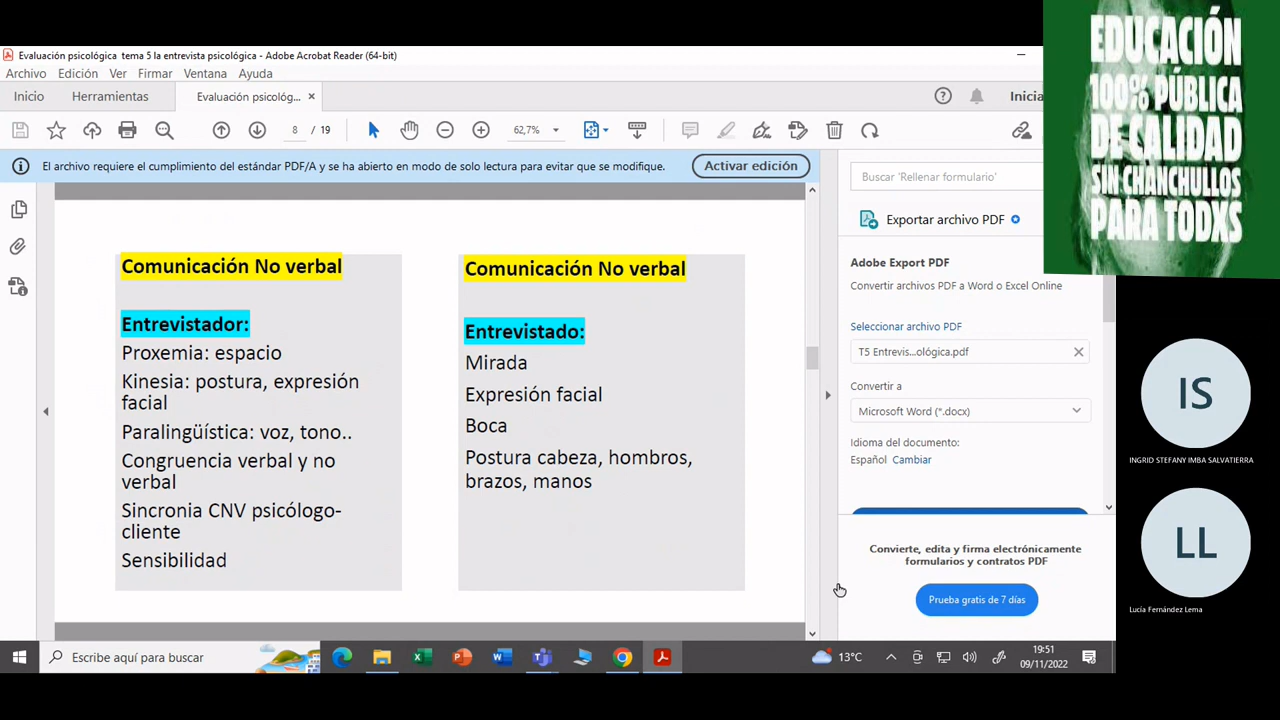 Evaluación psicológica tema 5 la entrevista psicológica - Adobe Acrobat Reader (64-bit)
Archivo Edición Ver Firmar Ventana Ayuda
Inicio Herramientas Evaluación psicológ...
Inicia
8 / 19
62,7%
El archivo requiere el cumplimiento del estándar PDF/A y se ha abierto en modo de solo lectura para evitar que se modifique.
Activar edición
Comunicación No verbal
Entrevistador:
Proxemia: espacio
Kinesia: postura, expresión
facial
Paralingüística: voz, tono..
Congruencia verbal y no
verbal
Sincronia CNV psicólogo-
cliente
Sensibilidad
Comunicación No verbal
Entrevistado:
Mirada
Expresión facial
Boca
Postura cabeza, hombros,
brazos, manos
Buscar 'Rellenar formulario'
Exportar archivo PDF
Adobe Export PDF
Convertir archivos PDF a Word o Excel Online
Seleccionar archivo PDF
T5 Entrevis...ológica.pdf
Convertir a
Microsoft Word (*.docx)
Idioma del documento:
Español Cambiar
Convierte, edita y firma electrónicamente
formularios y contratos PDF
Prueba gratis de 7 días
EDUCACIÓN
100% PÚBLICA
DE CALIDAD
SIN CHANCHULLOS
PARA TODXS
IS
INGRID STEFANY IMBA SALVATIERRA
LL
Lucía Fernández Lema
Escribe aquí para buscar
13°C
19:51
09/11/2022